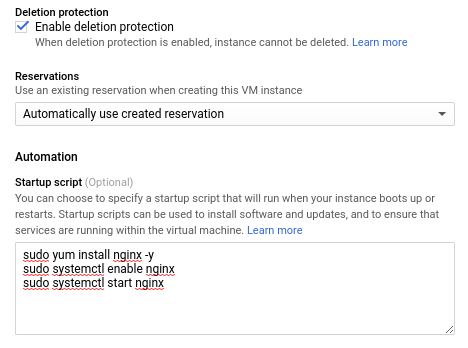 Deletion protection
Enable deletion protection
When deletion protection is enabled, instance cannot be deleted. Learn more
Reservations
Use an existing reservation when creating this VM instance
Automatically use created reservation
Automation
Startup script (Optional)
You can choose to specify a startup script that will run when your instance boots up or
restarts. Startup scripts can be used to install software and updates, and to ensure that
services are running within the virtual machine. Learn more
sudo yum install nginx -y
sudo systemctl enable nginx
sudo systemctl start nginx